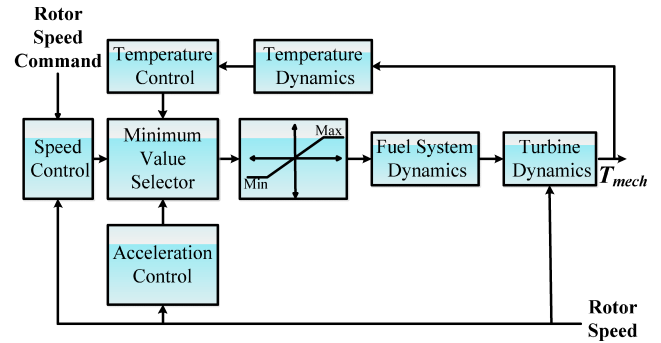 Rotor
Speed
Command
Temperature
Control
Temperature
Dynamics
Speed
Control
Minimum
Value
Selector
Max
Min
Fuel System
Dynamics
Turbine
Dynamics
Tmech
Acceleration
Control
Rotor
Speed